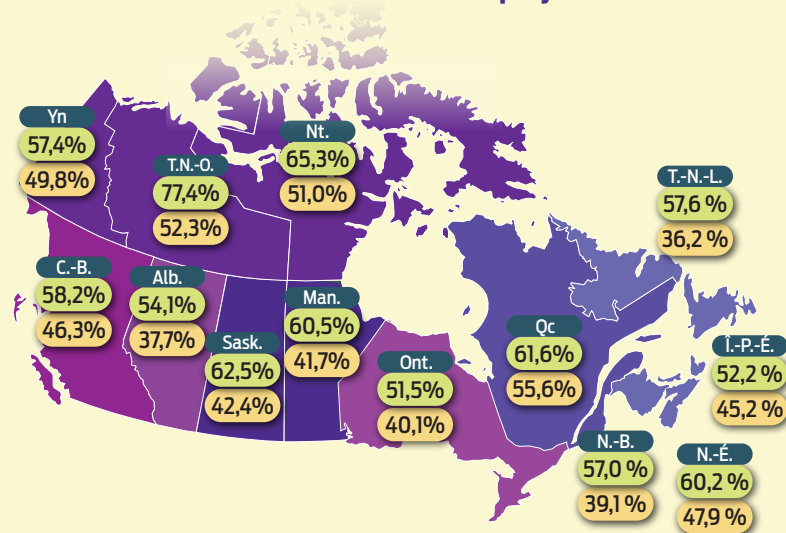 Yn
57,4%
49,8%
T.N.-O.
77,4%
52,3%
Nt.
65,3%
51,0%
T.-N.-L.
57,6 %
36,2 %
C.-B.
58,2%
46,3%
Alb.
54,1%
37,7%
Sask.
62,5%
42,4%
Man.
60,5%
41,7%
Ont.
51,5%
40,1%
Qc
61,6%
55,6%
Î.-P.-É.
52,2 %
45,2 %
N.-B.
57,0 %
39,1 %
N.-É.
60,2 %
47,9 %